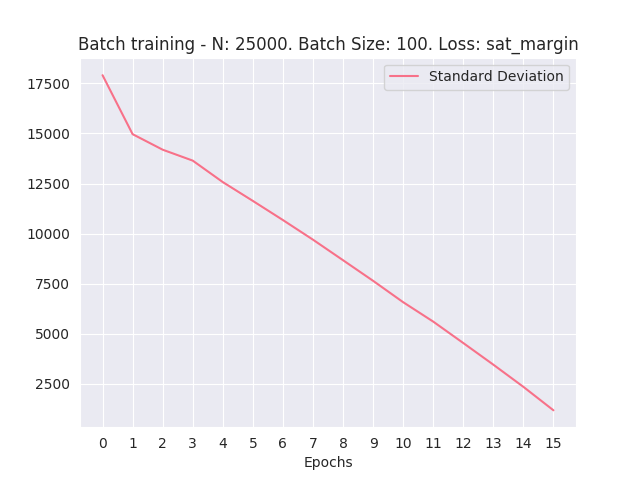 Batch training - N: 25000. Batch Size: 100. Loss: sat_margin
Standard Deviation
17500
15000
12500
10000
7500
5000
2500
0 1 2 3 4 5 6 7 8 9 10 11 12 13 14 15
Epochs